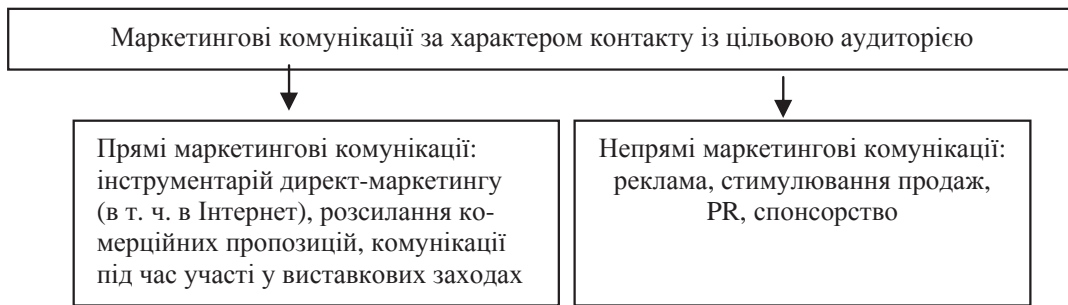 Маркетингові комунікації за характером контакту із цільовою аудиторією
Прямі маркетингові комунікації:
інструментарій директ-маркетингу
(в т. ч. в Інтернет), розсилання ко-
мерційних пропозицій, комунікації
під час участі у виставкових заходах
Непрямі маркетингові комунікації:
реклама, стимулювання продаж,
PR, спонсорство